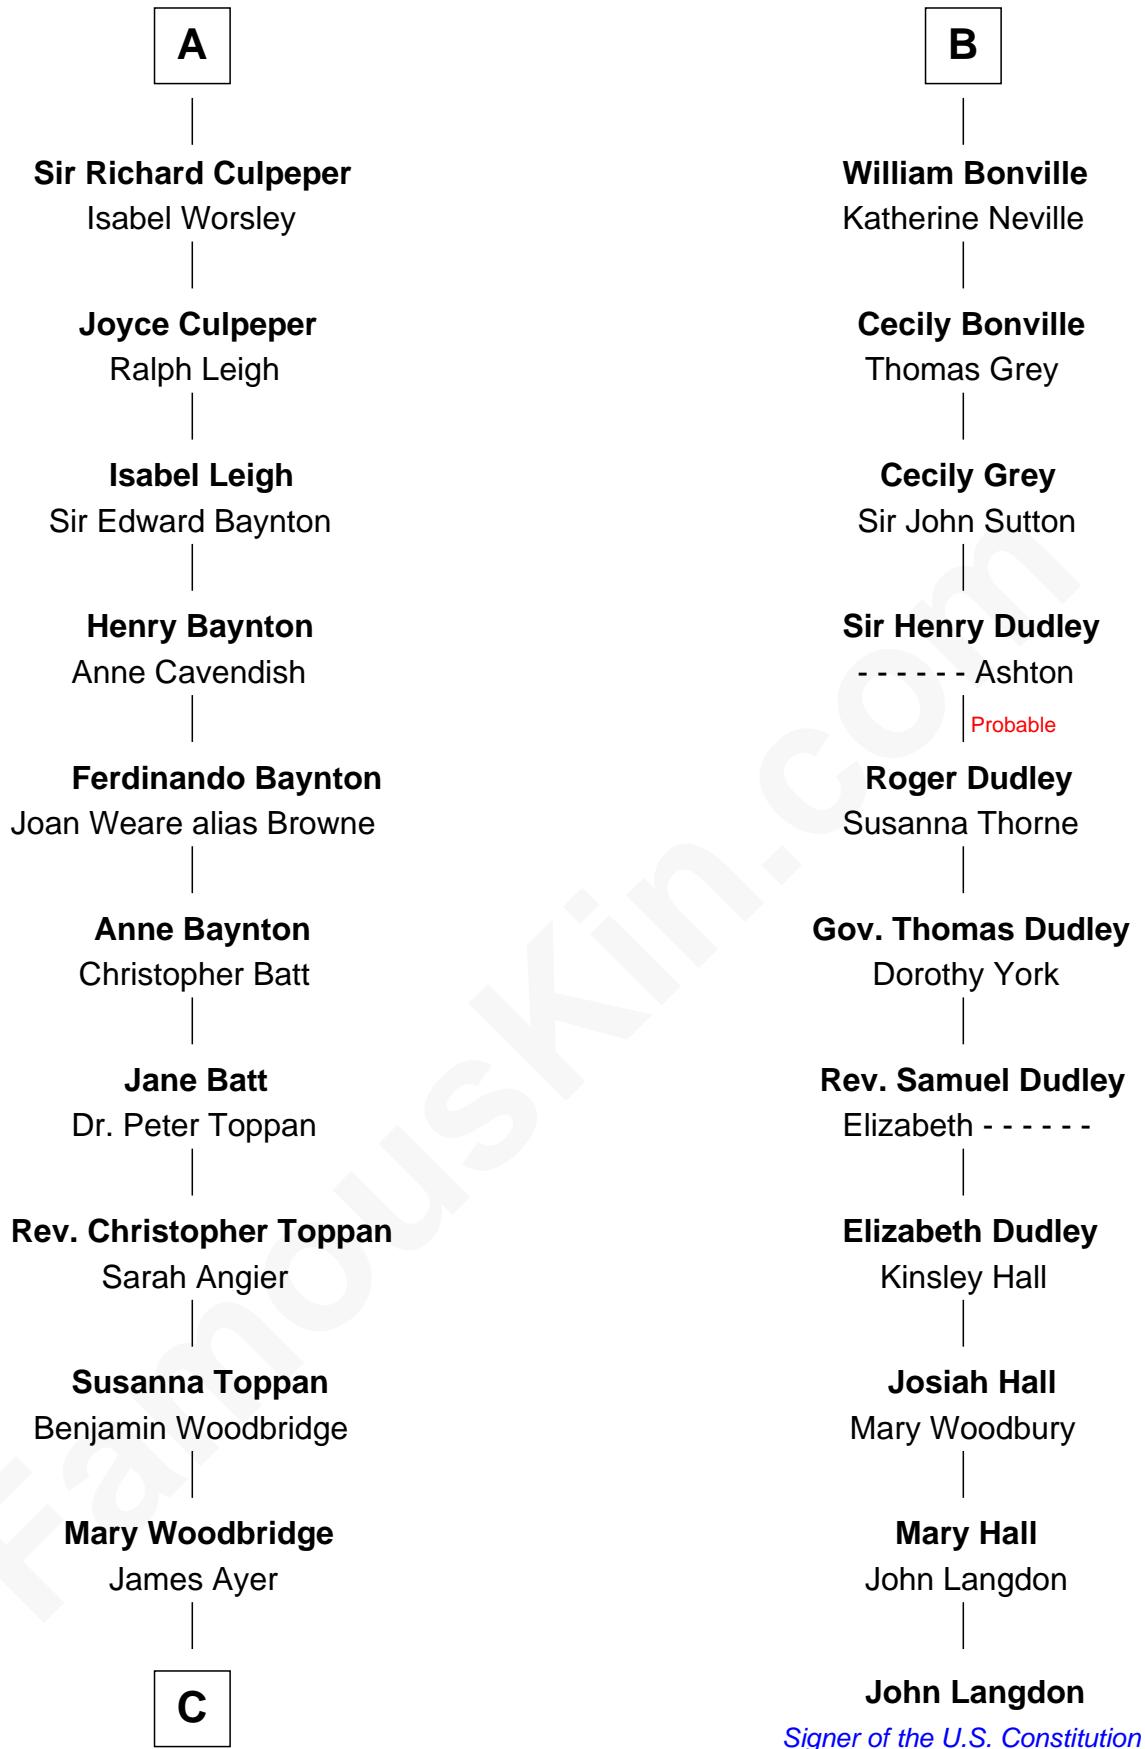 A
Sir Richard Culpeper
Isabel Worsley
Joyce Culpeper
Ralph Leigh
Isabel Leigh
Sir Edward Baynton
Henry Baynton
Anne Cavendish
Ferdinando Baynton
Joan Weare alias Browne
Anne Baynton
Christopher Batt
Jane Batt
Dr. Peter Toppan
Rev. Christopher Toppan
Sarah Angier
Susanna Toppan
Benjamin Woodbridge
Mary Woodbridge
James Ayer
C
B
William Bonville
Katherine Neville
Cecily Bonville
Thomas Grey
Cecily Grey
Sir John Sutton
Sir Henry Dudley
- - - - - - Ashton
Probable
Roger Dudley
Susanna Thorne
Gov. Thomas Dudley
Dorothy York
Rev. Samuel Dudley
Elizabeth - - - - - -
Elizabeth Dudley
Kinsley Hall
Josiah Hall
Mary Woodbury
Mary Hall
John Langdon
John Langdon
Signer of the U.S. Constitution
FamousKin.com